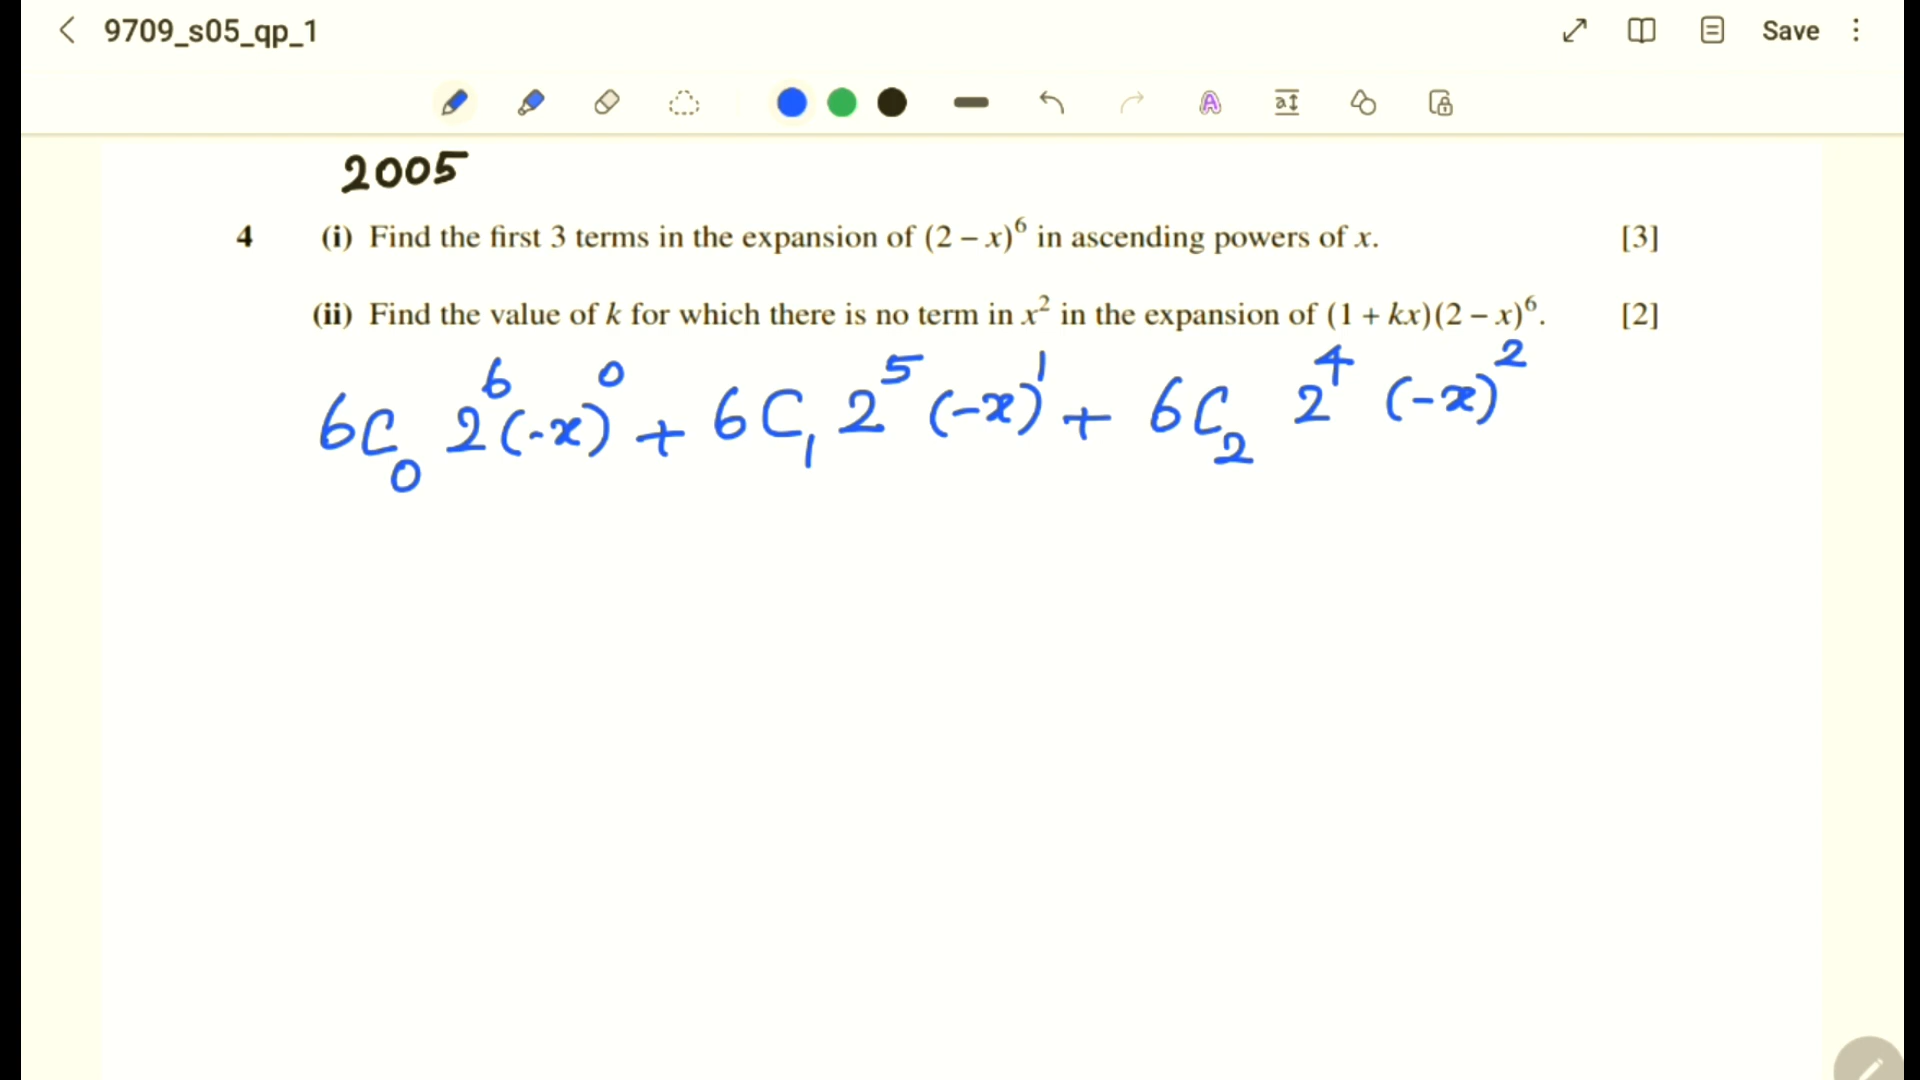 9709_s05_qp_1 Save
2005
4 (i) Find the first 3 terms in the expansion of (2 – x)⁶ in ascending powers of x. [3]
(ii) Find the value of k for which there is no term in x² in the expansion of (1 + kx)(2 – x)⁶. [2]
6C₀ 2⁶(-x)⁰ + 6C₁ 2⁵(-x)¹ + 6C₂ 2⁴(-x)²